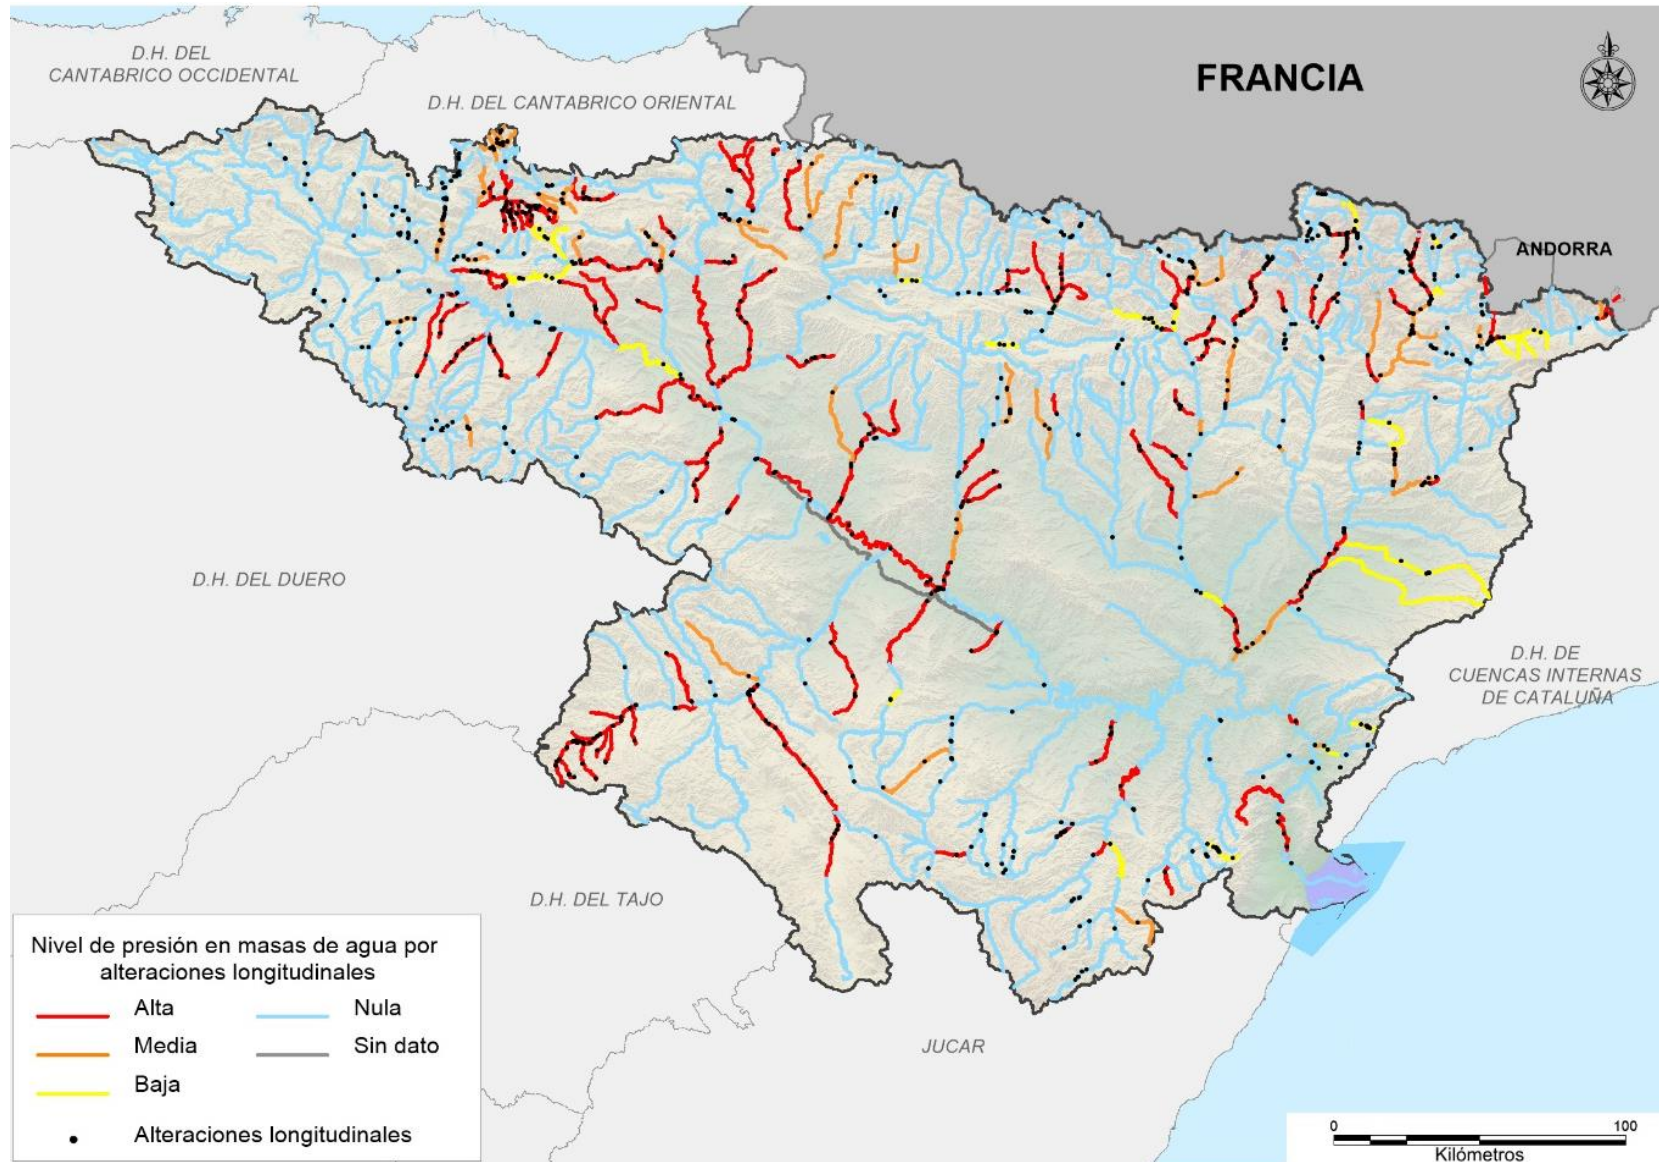 D.H. DEL
CANTABRICO OCCIDENTAL
D.H. DEL CANTABRICO ORIENTAL
FRANCIA
ANDORRA
D.H. DEL DUERO
D.H. DE
CUENCAS INTERNAS
DE CATALUÑA
D.H. DEL TAJO
JUCAR
Nivel de presión en masas de agua por
alteraciones longitudinales
Alta
Nula
Media
Sin dato
Baja
Alteraciones longitudinales
0 100
Kilómetros